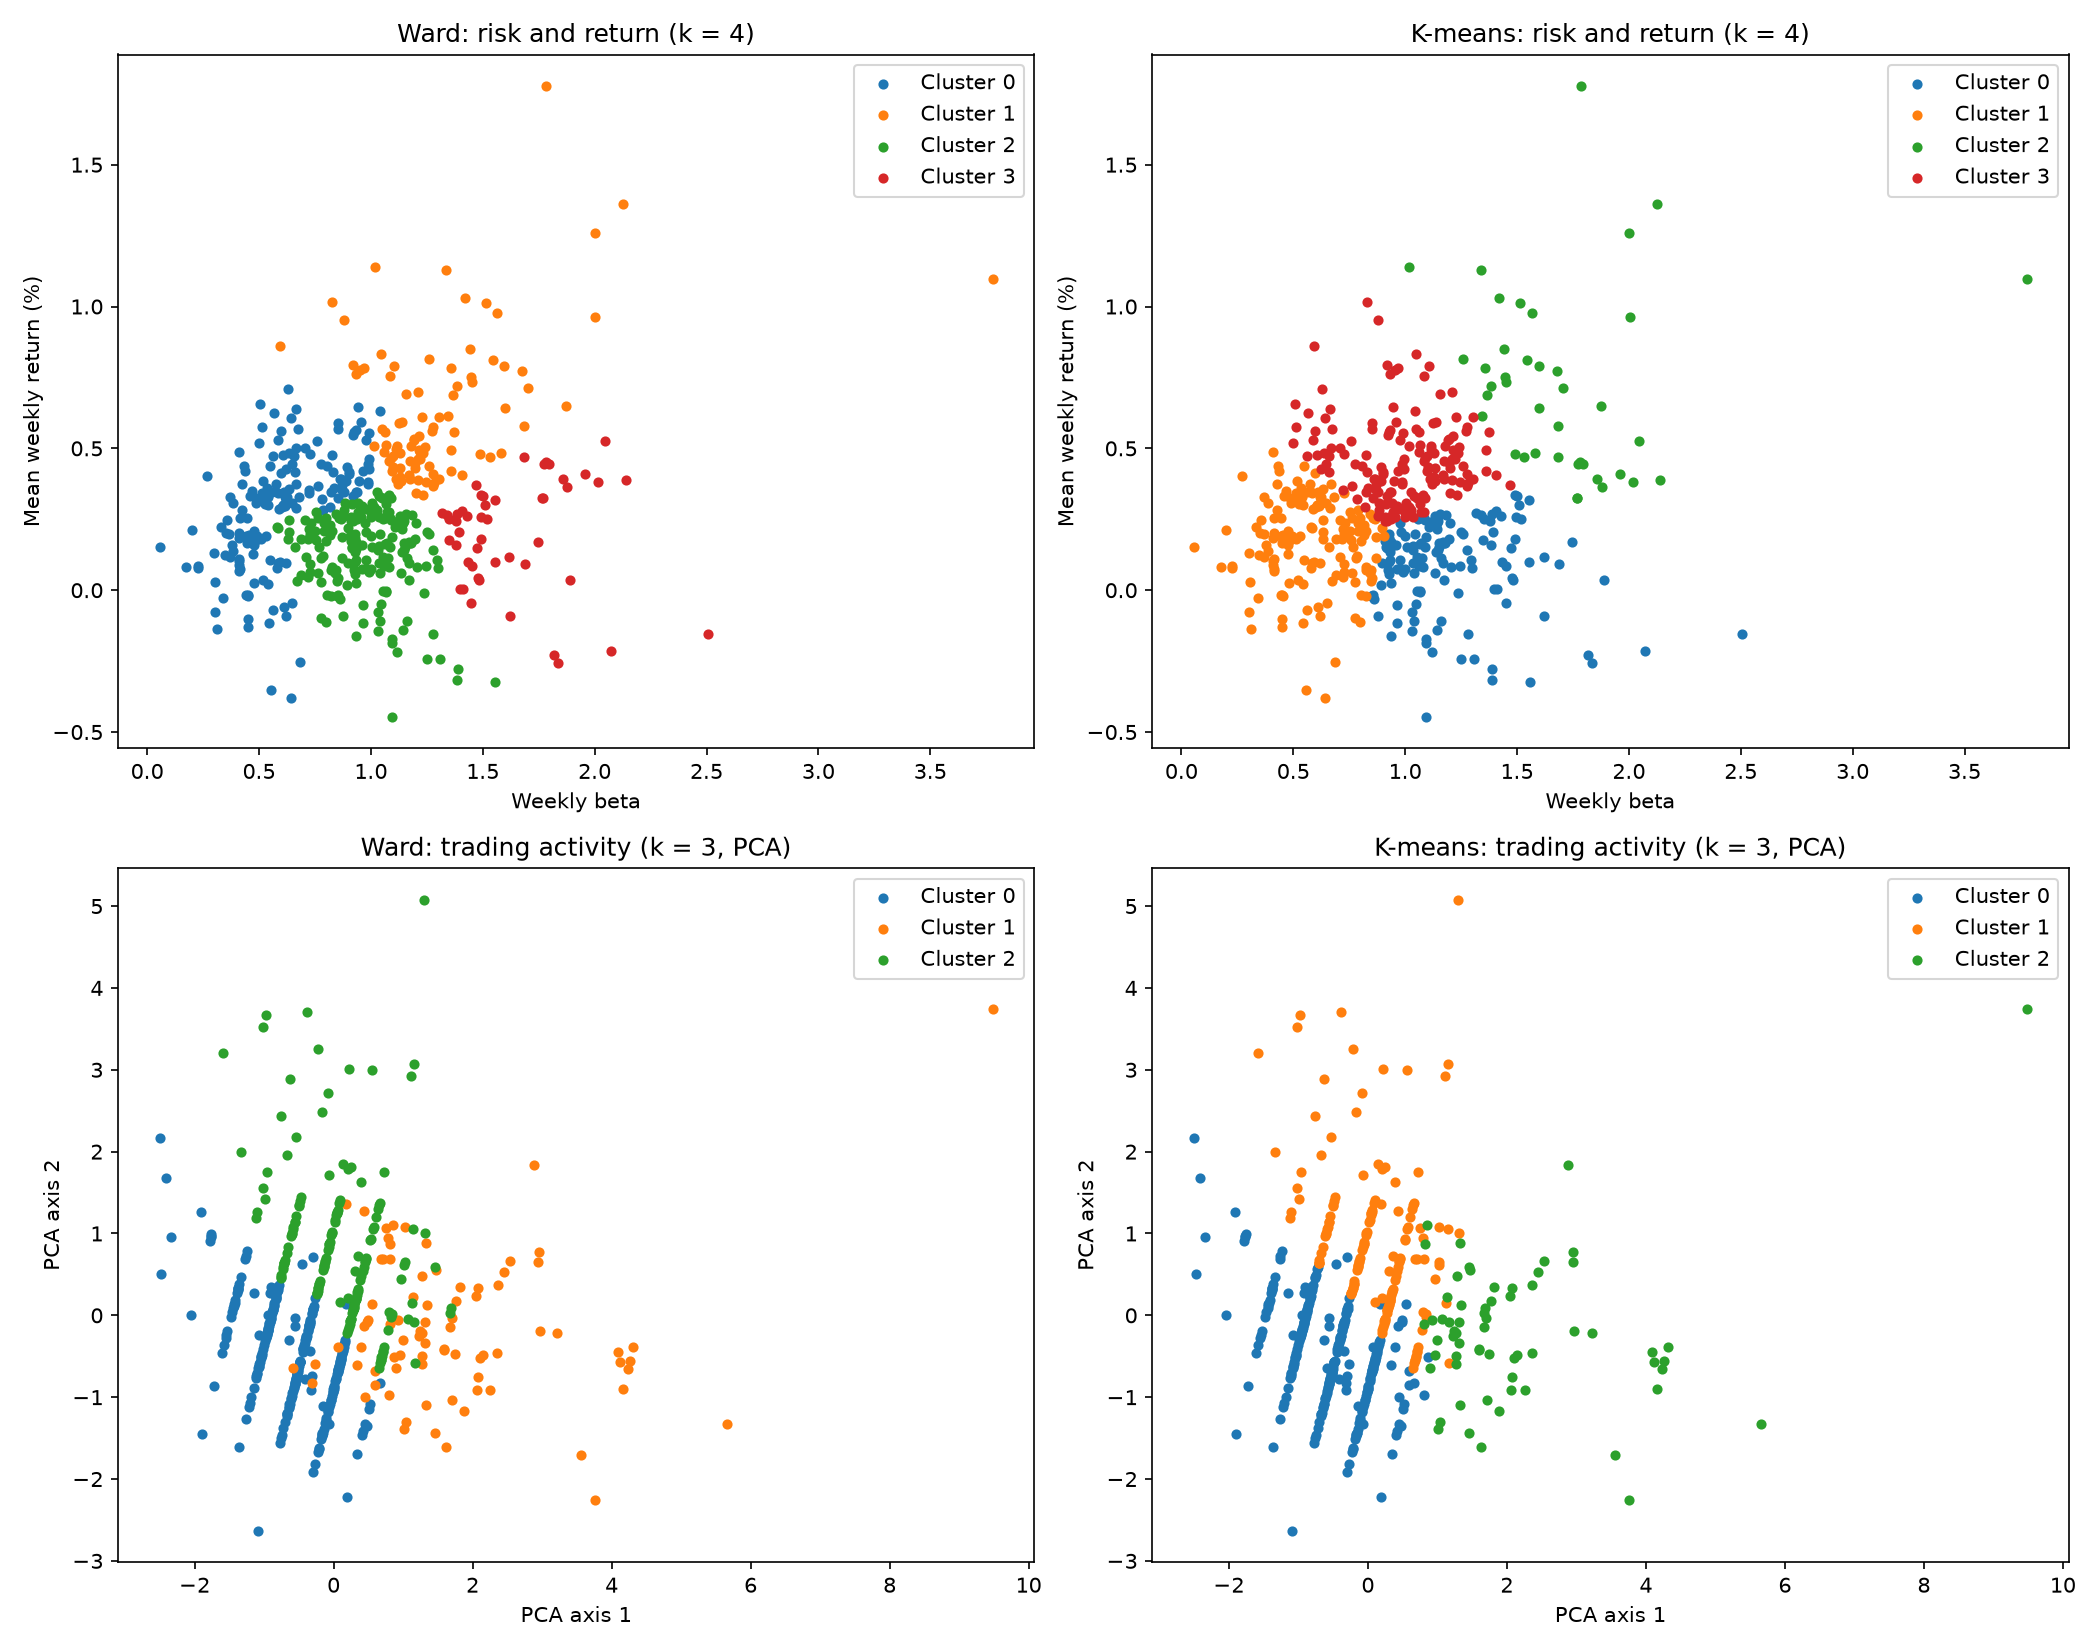 Ward: risk and return (k = 4)
Mean weekly return (%)
1.5
1.0
0.5
0.0
−0.5
Cluster 0
Cluster 1
Cluster 2
Cluster 3
0.0 0.5 1.0 1.5 2.0 2.5 3.0 3.5
Weekly beta
K-means: risk and return (k = 4)
Mean weekly return (%)
1.5
1.0
0.5
0.0
−0.5
Cluster 0
Cluster 1
Cluster 2
Cluster 3
0.0 0.5 1.0 1.5 2.0 2.5 3.0 3.5
Weekly beta
Ward: trading activity (k = 3, PCA)
PCA axis 2
5
4
3
2
1
0
−1
−2
−3
Cluster 0
Cluster 1
Cluster 2
−2 0 2 4 6 8 10
PCA axis 1
K-means: trading activity (k = 3, PCA)
PCA axis 2
5
4
3
2
1
0
−1
−2
−3
Cluster 0
Cluster 1
Cluster 2
−2 0 2 4 6 8 10
PCA axis 1